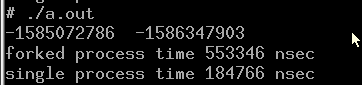 # ./a.out
-1585072786  -1586347903
forked process time 553346 nsec
single process time 184766 nsec